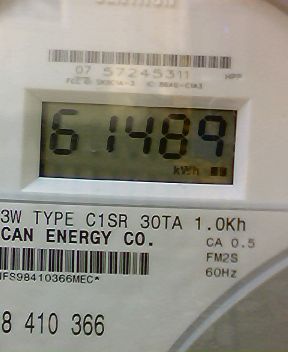 07 57245311 HPP
61489
kWh
3W TYPE C1SR 30TA 1.0Kh
CAN ENERGY CO.
CA 0.5
FM2S
60Hz
8 410 366